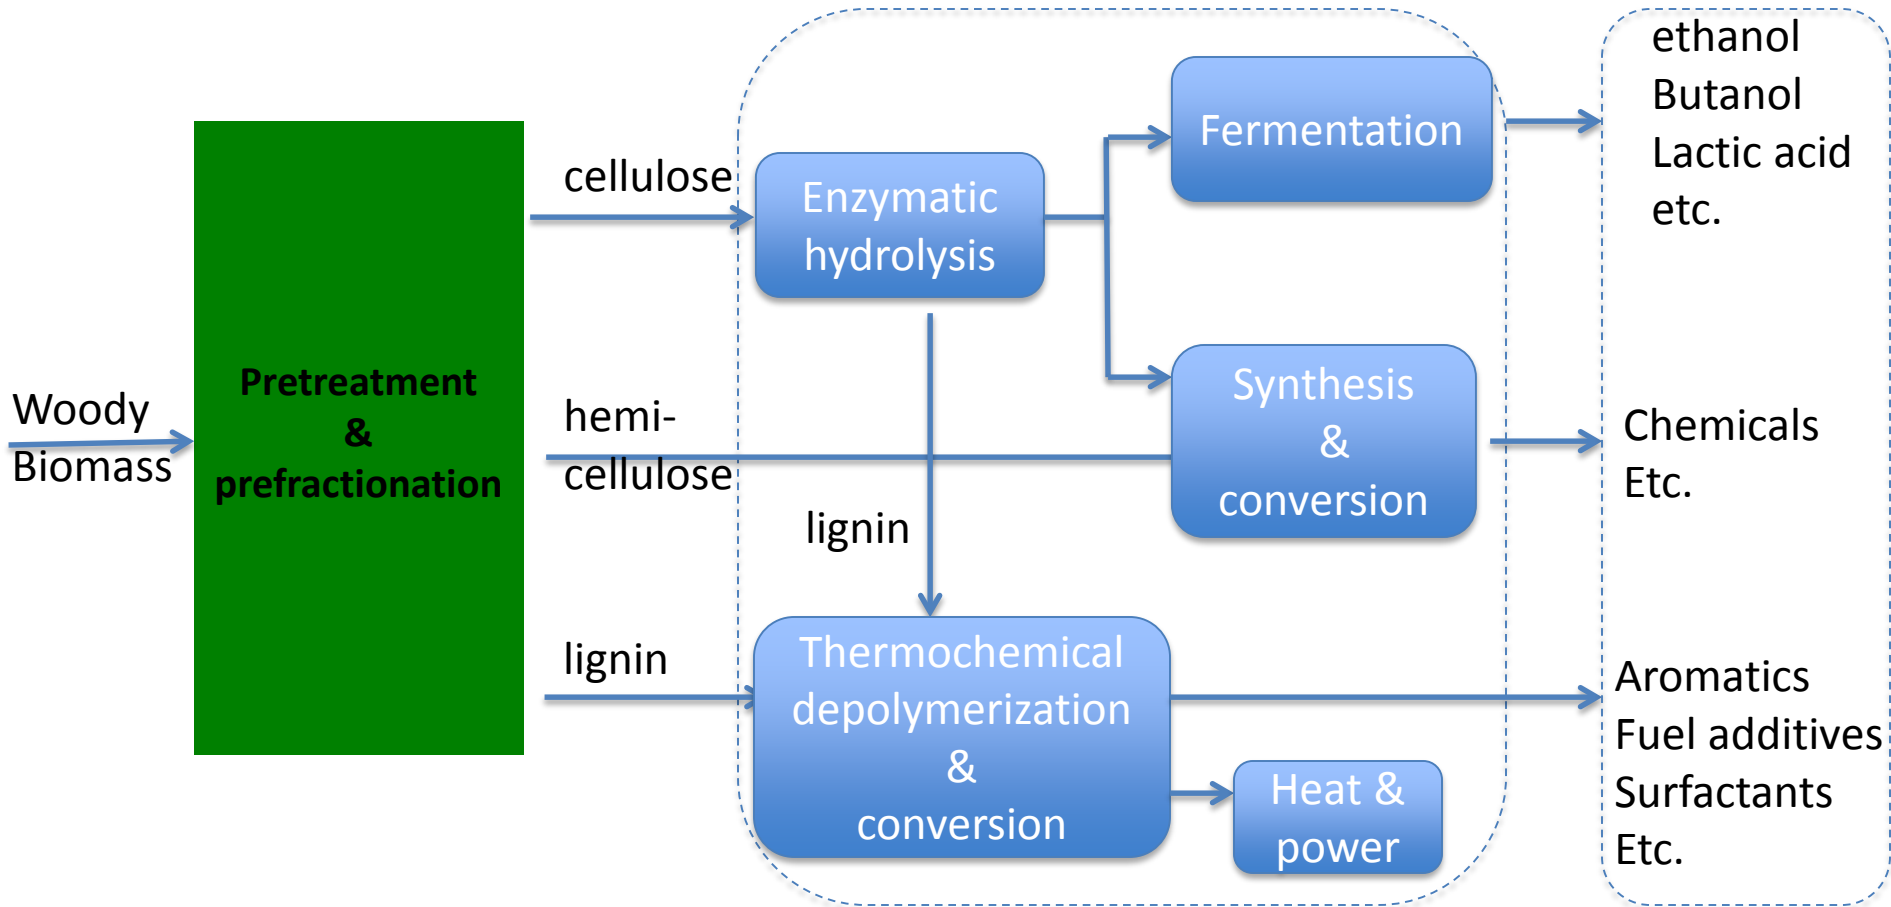 Woody
Biomass
Pretreatment
&
prefractionation
cellulose
hemi-
cellulose
lignin
Enzymatic
hydrolysis
lignin
Fermentation
Synthesis
&
conversion
Thermochemical
depolymerization
&
conversion
Heat &
power
ethanol
Butanol
Lactic acid
etc.
Chemicals
Etc.
Aromatics
Fuel additives
Surfactants
Etc.